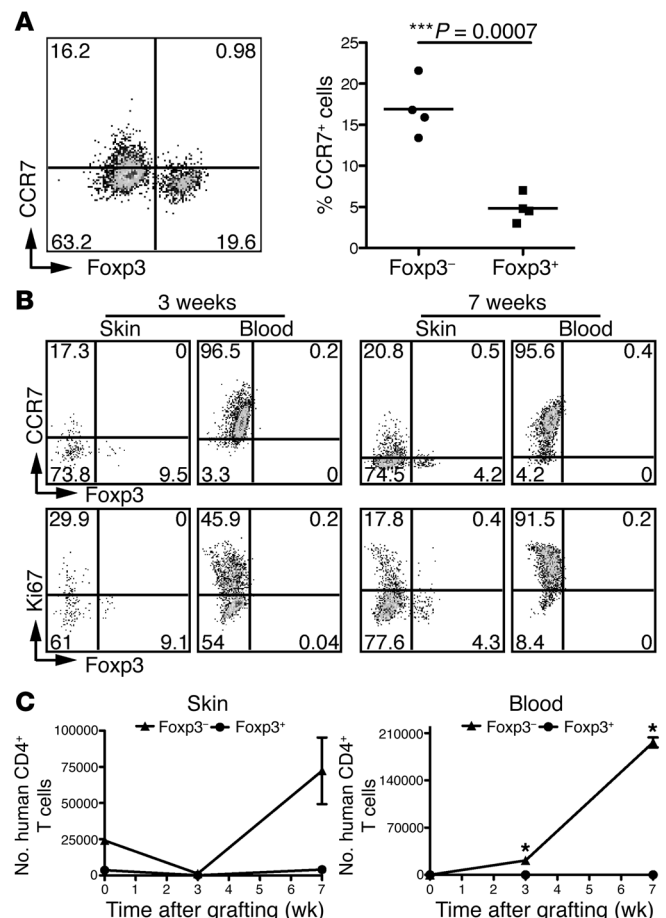 A
16.2 0.98
63.2 19.6
CCR7
Foxp3
***P = 0.0007
% CCR7⁺ cells
25
20
15
10
5
0
Foxp3⁻ Foxp3⁺
B
3 weeks 7 weeks
Skin Blood Skin Blood
17.3 0 96.5 0.2 20.8 0.5 95.6 0.4
CCR7
73.8 9.5 3.3 0 74.5 4.2 4.2 0
Foxp3
29.9 0 45.9 0.2 17.8 0.4 91.5 0.2
Ki67
61 9.1 54 0.04 77.6 4.3 8.4 0
Foxp3
C
Skin
Foxp3⁻ Foxp3⁺
No. human CD4⁺
T cells
100000
75000
50000
25000
0
0 1 2 3 4 5 6 7
Time after grafting (wk)
Blood
Foxp3⁻ Foxp3⁺
No. human CD4⁺
T cells
210000
140000
70000
0
* *
0 1 2 3 4 5 6 7
Time after grafting (wk)